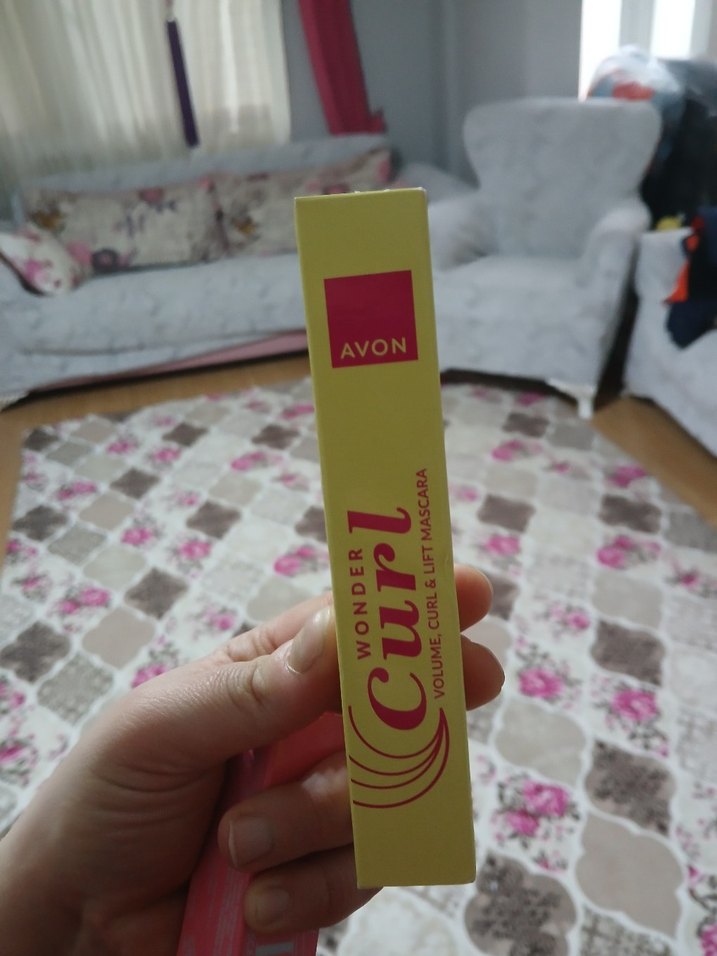 AVON
WONDER
Curl
VOLUME, CURL & LIFT MASCARA